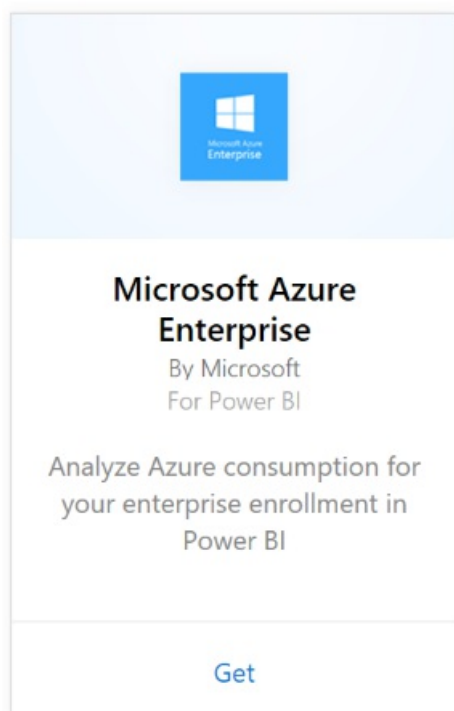 Microsoft Azure
Enterprise
Microsoft Azure
Enterprise
By Microsoft
For Power BI
Analyze Azure consumption for
your enterprise enrollment in
Power BI
Get